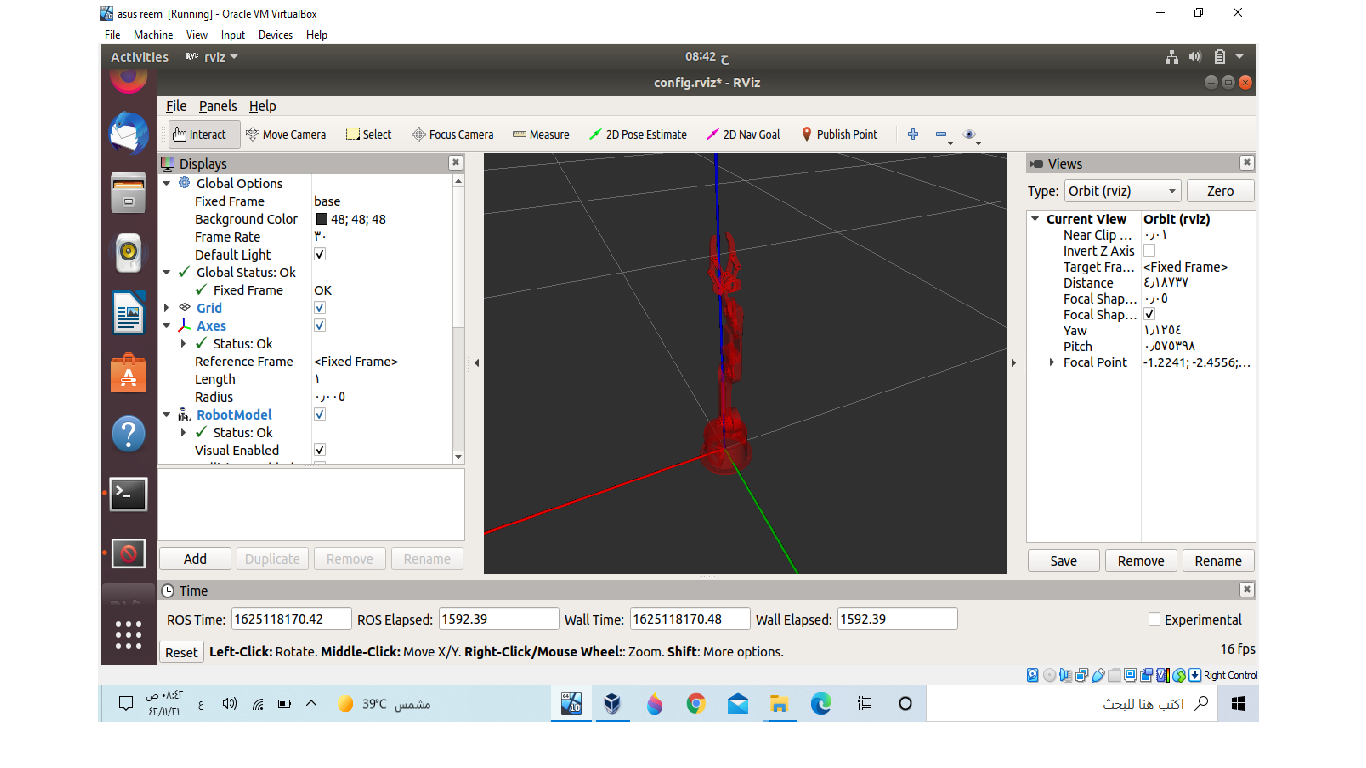 asus reem [Running] - Oracle VM VirtualBox
File Machine View Input Devices Help
Activities rviz 08:42 ح
config.rviz* - RViz
File Panels Help
Interact Move Camera Select Focus Camera Measure 2D Pose Estimate 2D Nav Goal Publish Point
Displays
Global Options
Fixed Frame base
Background Color 48; 48; 48
Frame Rate ٣٠
Default Light
Global Status: Ok
Fixed Frame OK
Grid
Axes
Status: Ok
Reference Frame <Fixed Frame>
Length ١
Radius ٠٫٠٠٥
RobotModel
Status: Ok
Visual Enabled
Add Duplicate Remove Rename
Views
Type: Orbit (rviz) Zero
Current View Orbit (rviz)
Near Clip ... ٠٫٠١
Invert Z Axis
Target Fra... <Fixed Frame>
Distance ٤٫١٨٧٣٧
Focal Shap... ٠٫٠٥
Focal Shap...
Yaw ١٫١٢٥٤
Pitch ٠٫٥٧٥٣٩٨
Focal Point -1.2241; -2.4556;...
Save Remove Rename
Time
ROS Time: 1625118170.42 ROS Elapsed: 1592.39 Wall Time: 1625118170.48 Wall Elapsed: 1592.39 Experimental
Reset Left-Click: Rotate. Middle-Click: Move X/Y. Right-Click/Mouse Wheel:: Zoom. Shift: More options. 16 fps
Right Control
٠٨:٤٣ ص
ع 39°C مشمس
64 10
اكتب هنا للبحث